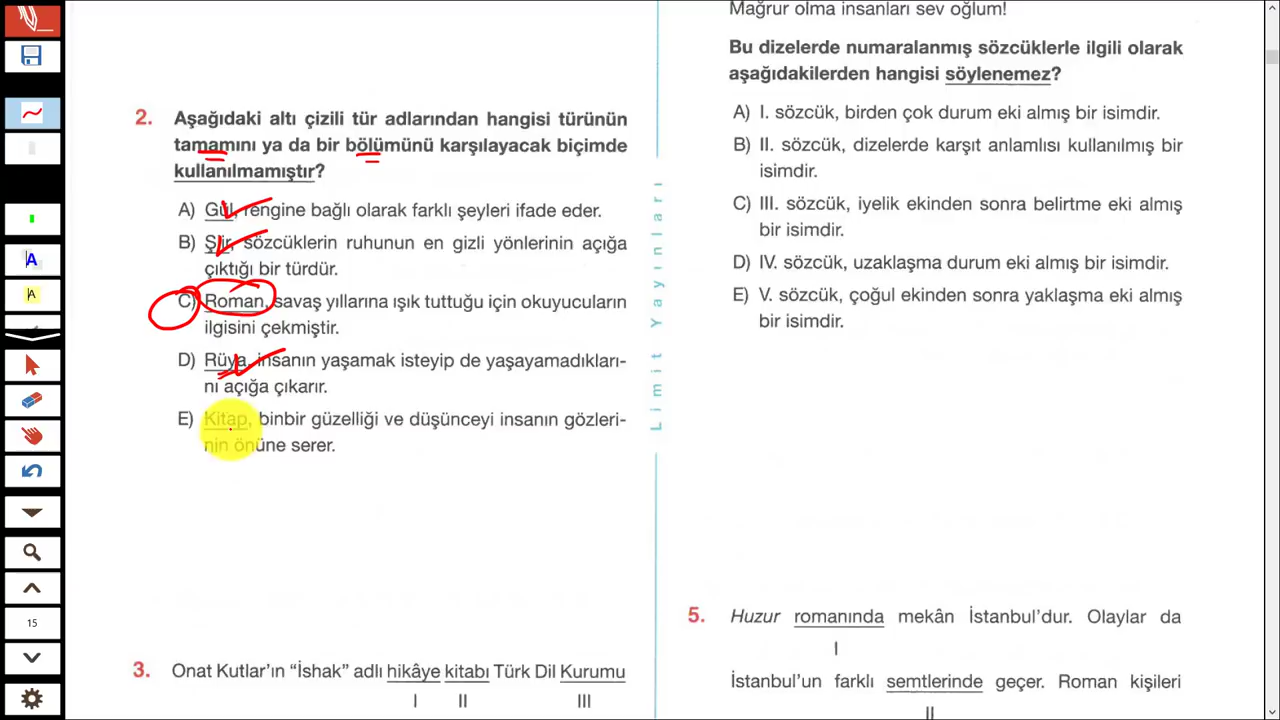 2. Aşağıdaki altı çizili tür adlarından hangisi türünün
tamamını ya da bir bölümünü karşılayacak biçimde
kullanılmamıştır?
A) Gül, rengine bağlı olarak farklı şeyleri ifade eder.
B) Şiir, sözcüklerin ruhunun en gizli yönlerinin açığa
çıktığı bir türdür.
C) Roman, savaş yıllarına ışık tuttuğu için okuyucuların
ilgisini çekmiştir.
D) Rüya, insanın yaşamak isteyip de yaşayamadıkları-
nı açığa çıkarır.
E) Kitap, binbir güzelliği ve düşünceyi insanın gözleri-
nin önüne serer.
3. Onat Kutlar’ın “İshak” adlı hikâye kitabı Türk Dil Kurumu
I II III
Limit Yayınları
Mağrur olma insanları sev oğlum!
Bu dizelerde numaralanmış sözcüklerle ilgili olarak
aşağıdakilerden hangisi söylenemez?
A) I. sözcük, birden çok durum eki almış bir isimdir.
B) II. sözcük, dizelerde karşıt anlamlısı kullanılmış bir
isimdir.
C) III. sözcük, iyelik ekinden sonra belirtme eki almış
bir isimdir.
D) IV. sözcük, uzaklaşma durum eki almış bir isimdir.
E) V. sözcük, çoğul ekinden sonra yaklaşma eki almış
bir isimdir.
5. Huzur romanında mekân İstanbul’dur. Olaylar da
I
İstanbul’un farklı semtlerinde geçer. Roman kişileri
II
A
A
15